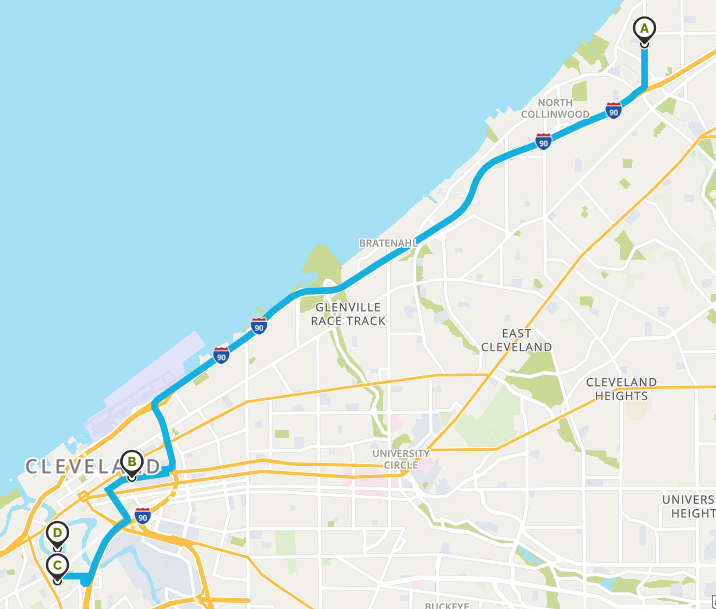 A
NORTH
COLLINWOOD
90
90
BRATENAHL
GLENVILLE
RACE TRACK
90
EAST
CLEVELAND
90
CLEVELAND
HEIGHTS
UNIVERSITY
CIRCLE
B
CLEVELAND
UNIVERS
HEIGHT
90
D
C
BUCKEYE